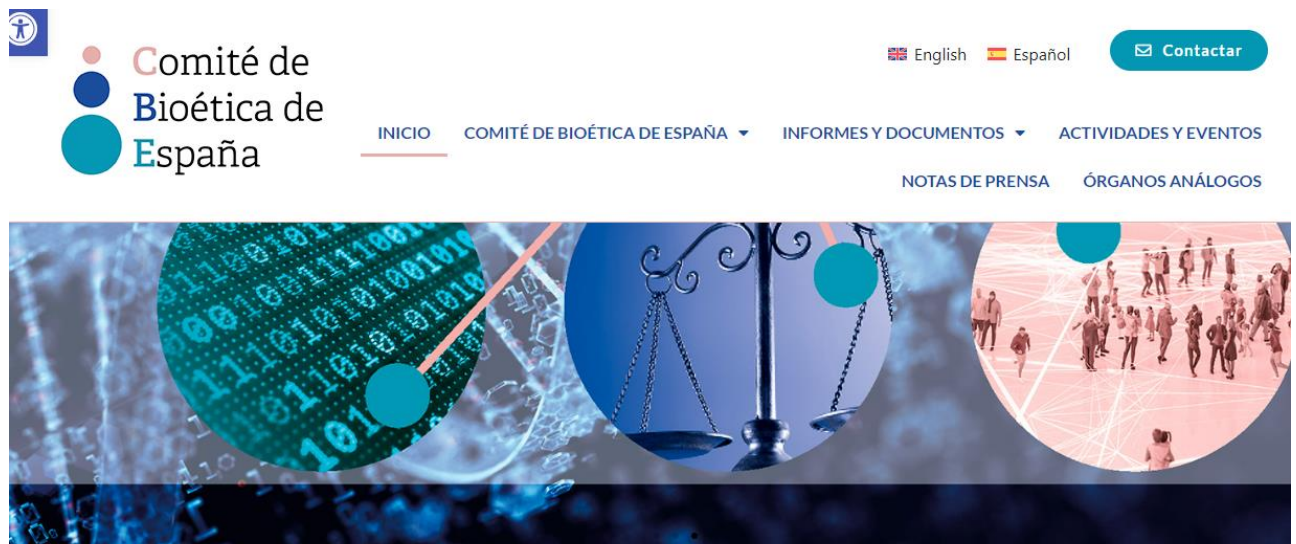 Comité de
Bioética de
España
English Español Contactar
INICIO COMITÉ DE BIOÉTICA DE ESPAÑA INFORMES Y DOCUMENTOS ACTIVIDADES Y EVENTOS
NOTAS DE PRENSA ÓRGANOS ANÁLOGOS